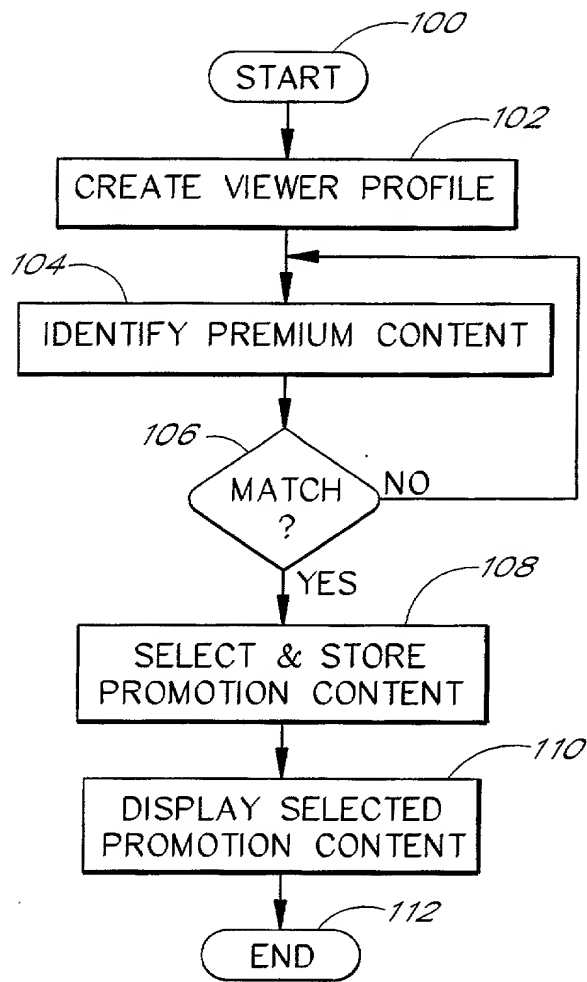 100
START
102
CREATE VIEWER PROFILE
104
IDENTIFY PREMIUM CONTENT
106
MATCH
?
NO
YES
108
SELECT & STORE
PROMOTION CONTENT
110
DISPLAY SELECTED
PROMOTION CONTENT
112
END